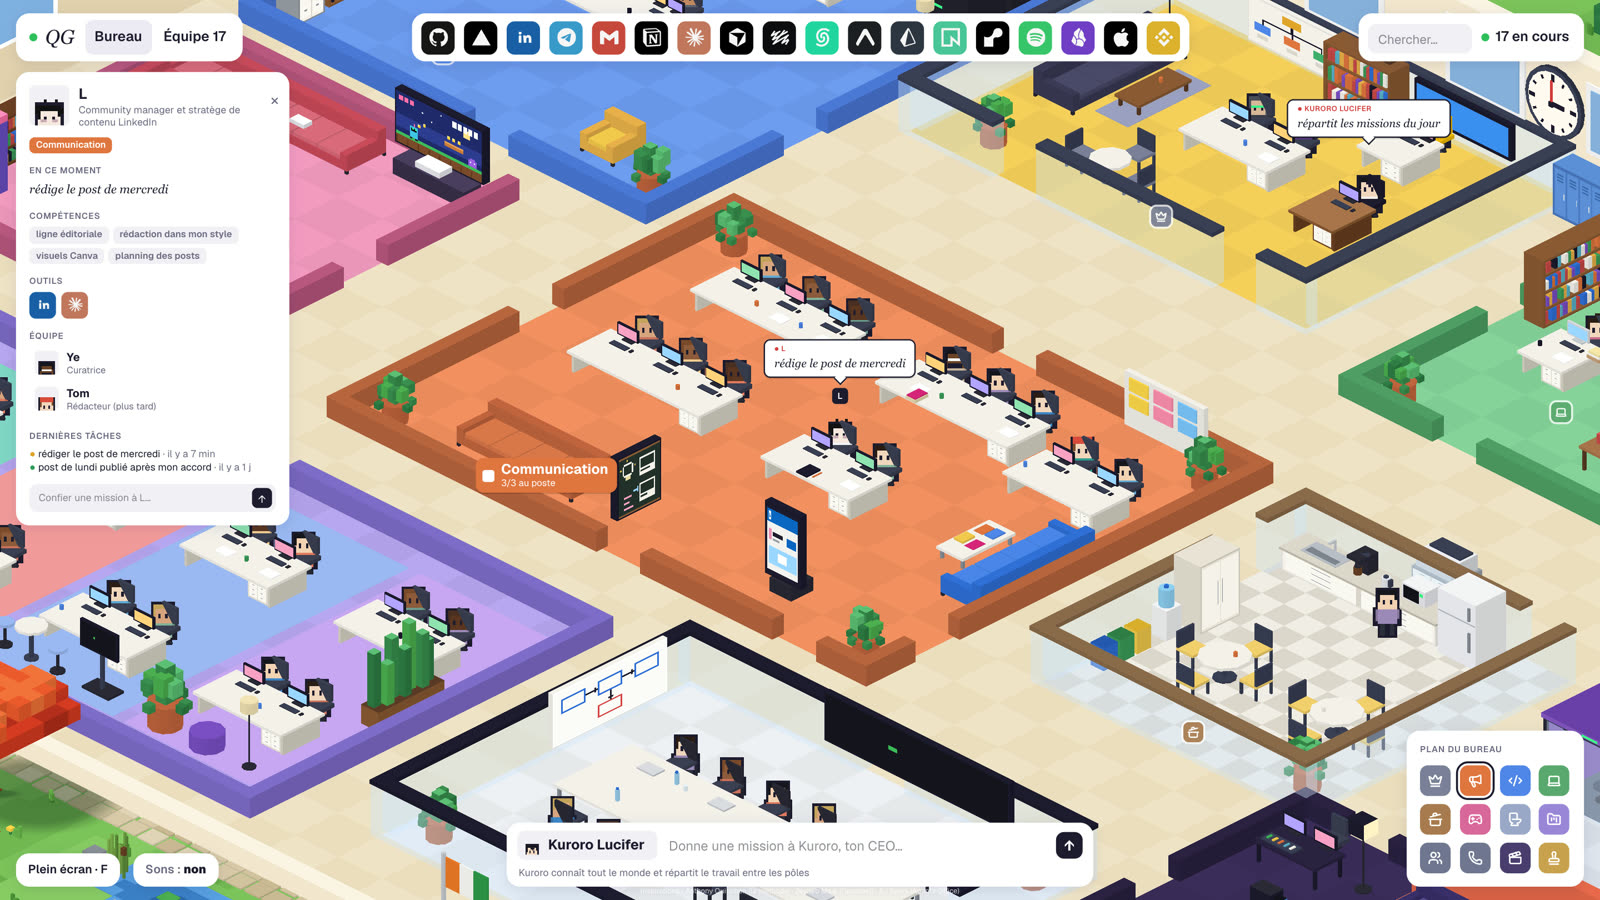 QG Bureau Équipe 17
in
Chercher...
17 en cours
L
Community manager et stratège de
contenu LinkedIn
Communication
EN CE MOMENT
rédige le post de mercredi
COMPÉTENCES
ligne éditoriale
rédaction dans mon style
visuels Canva
planning des posts
OUTILS
in
ÉQUIPE
Ye
Curatrice
Tom
Rédacteur (plus tard)
DERNIÈRES TÂCHES
rédiger le post de mercredi · il y a 7 min
post de lundi publié après mon accord · il y a 1 j
Confier une mission à L...
KURORO LUCIFER
répartit les missions du jour
L
rédige le post de mercredi
L
Communication
3/3 au poste
PLAN DU BUREAU
Kuroro Lucifer
Donne une mission à Kuroro, ton CEO...
Kuroro connaît tout le monde et répartit le travail entre les pôles
Plein écran · F
Sons : non